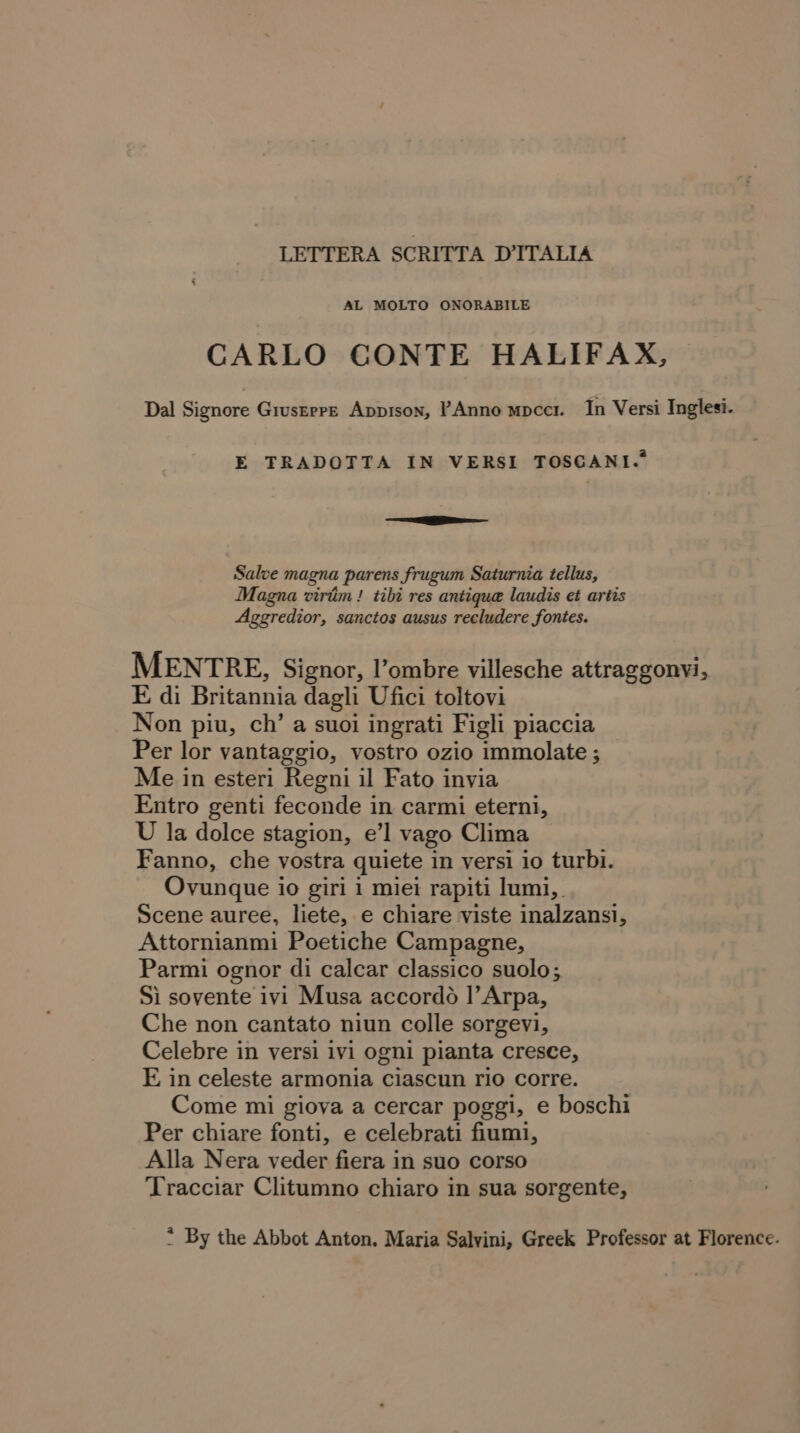 LETTERA SCRITTA D'ITALIA
AL MOLTO ONORABILE
CARLO CONTE HALIFAX,
Dal Signore Giuseppe Addison, l'Anno MDCCI. In Versi Inglesi.
E TRADOTTA IN VERSI TOSCANI.*
Salve magna parens frugum Saturnia tellus,
Magna virûm! tibi res antiquæ laudis et artis
Aggredior, sanctos ausus recludere fontes.
MENTRE, Signor, l'ombre villesche attraggonvi,
E di Britannia dagli Ufici toltovi
Non piu, ch' a suoi ingrati Figli piaccia
Per lor vantaggio, vostro ozio immolate;
Me in esteri Regni il Fato invia
Entro genti feconde in carmi eterni,
U la dolce stagion, e'l vago Clima
Fanno, che vostra quiete in versi io turbi.
Ovunque io giri i miei rapiti lumi,
Scene auree, liete, e chiare viste inalzansi,
Attornianmi Poetiche Campagne,
Parmi ognor di calcar classico suolo;
Sì sovente ivi Musa accordò l'Arpa,
Che non cantato niun colle sorgevi,
Celebre in versi ivi ogni pianta cresce,
E in celeste armonia ciascun rio corre.
Come mi giova a cercar poggi, e boschi
Per chiare fonti, e celebrati fiumi,
Alla Nera veder fiera in suo corso
Tracciar Clitumno chiaro in sua sorgente,
* By the Abbot Anton. Maria Salvini, Greek Professor at Florence.